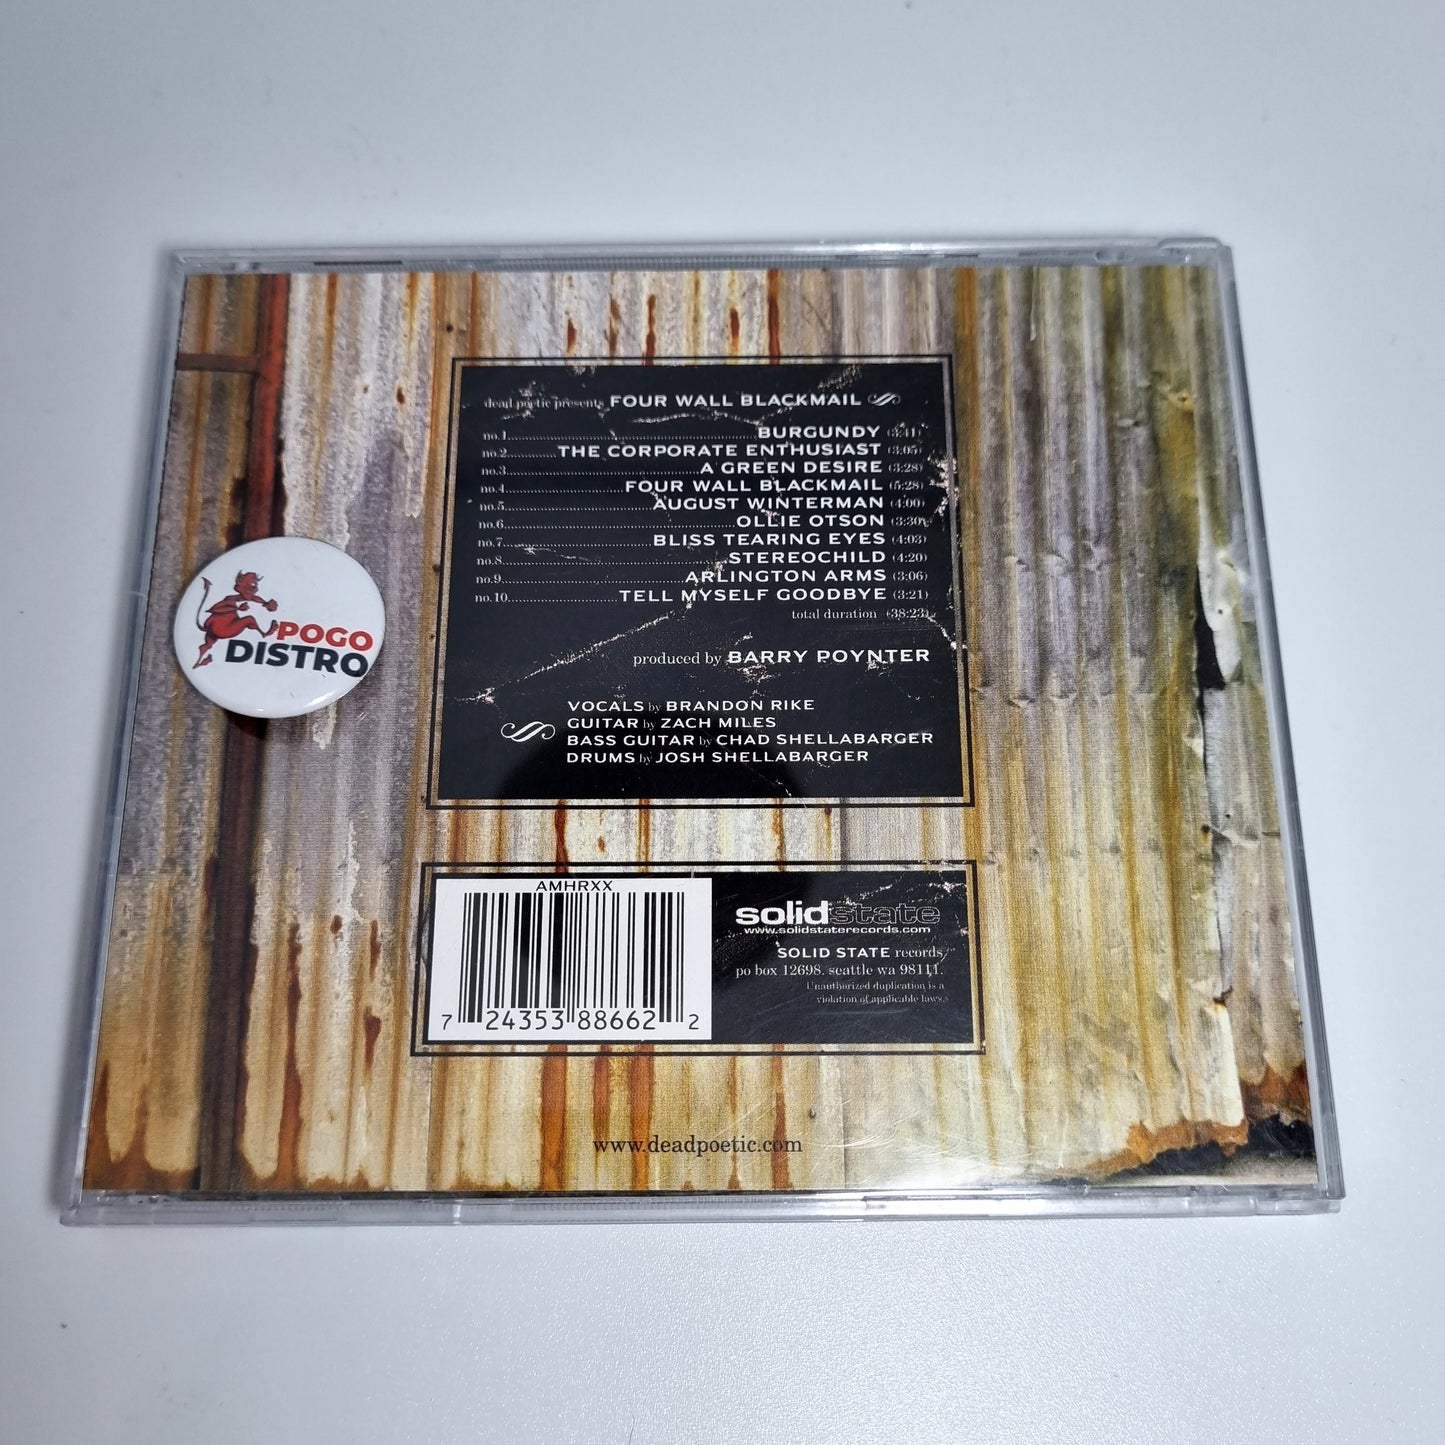 dead poetic presents FOUR WALL BLACKMAIL
no.1 BURGUNDY (3:41)
no.2 THE CORPORATE ENTHUSIAST (3:05)
no.3 A GREEN DESIRE (3:28)
no.4 FOUR WALL BLACKMAIL (5:28)
no.5 AUGUST WINTERMAN (4:00)
no.6 OLLIE OTSON (3:30)
no.7 BLISS TEARING EYES (4:03)
no.8 STEREOCHILD (4:20)
no.9 ARLINGTON ARMS (3:06)
no.10 TELL MYSELF GOODBYE (3:21)
total duration (38:23)
produced by BARRY POYNTER
VOCALS by BRANDON RIKE
GUITAR by ZACH MILES
BASS GUITAR by CHAD SHELLABARGER
DRUMS by JOSH SHELLABARGER
POGO
DISTRO
AMHRXX
7 24353 88662 2
solidstate
www.solidstaterecords.com
SOLID STATE records
po box 12698. seattle wa 98111.
Unauthorized duplication is a
violation of applicable laws.
www.deadpoetic.com